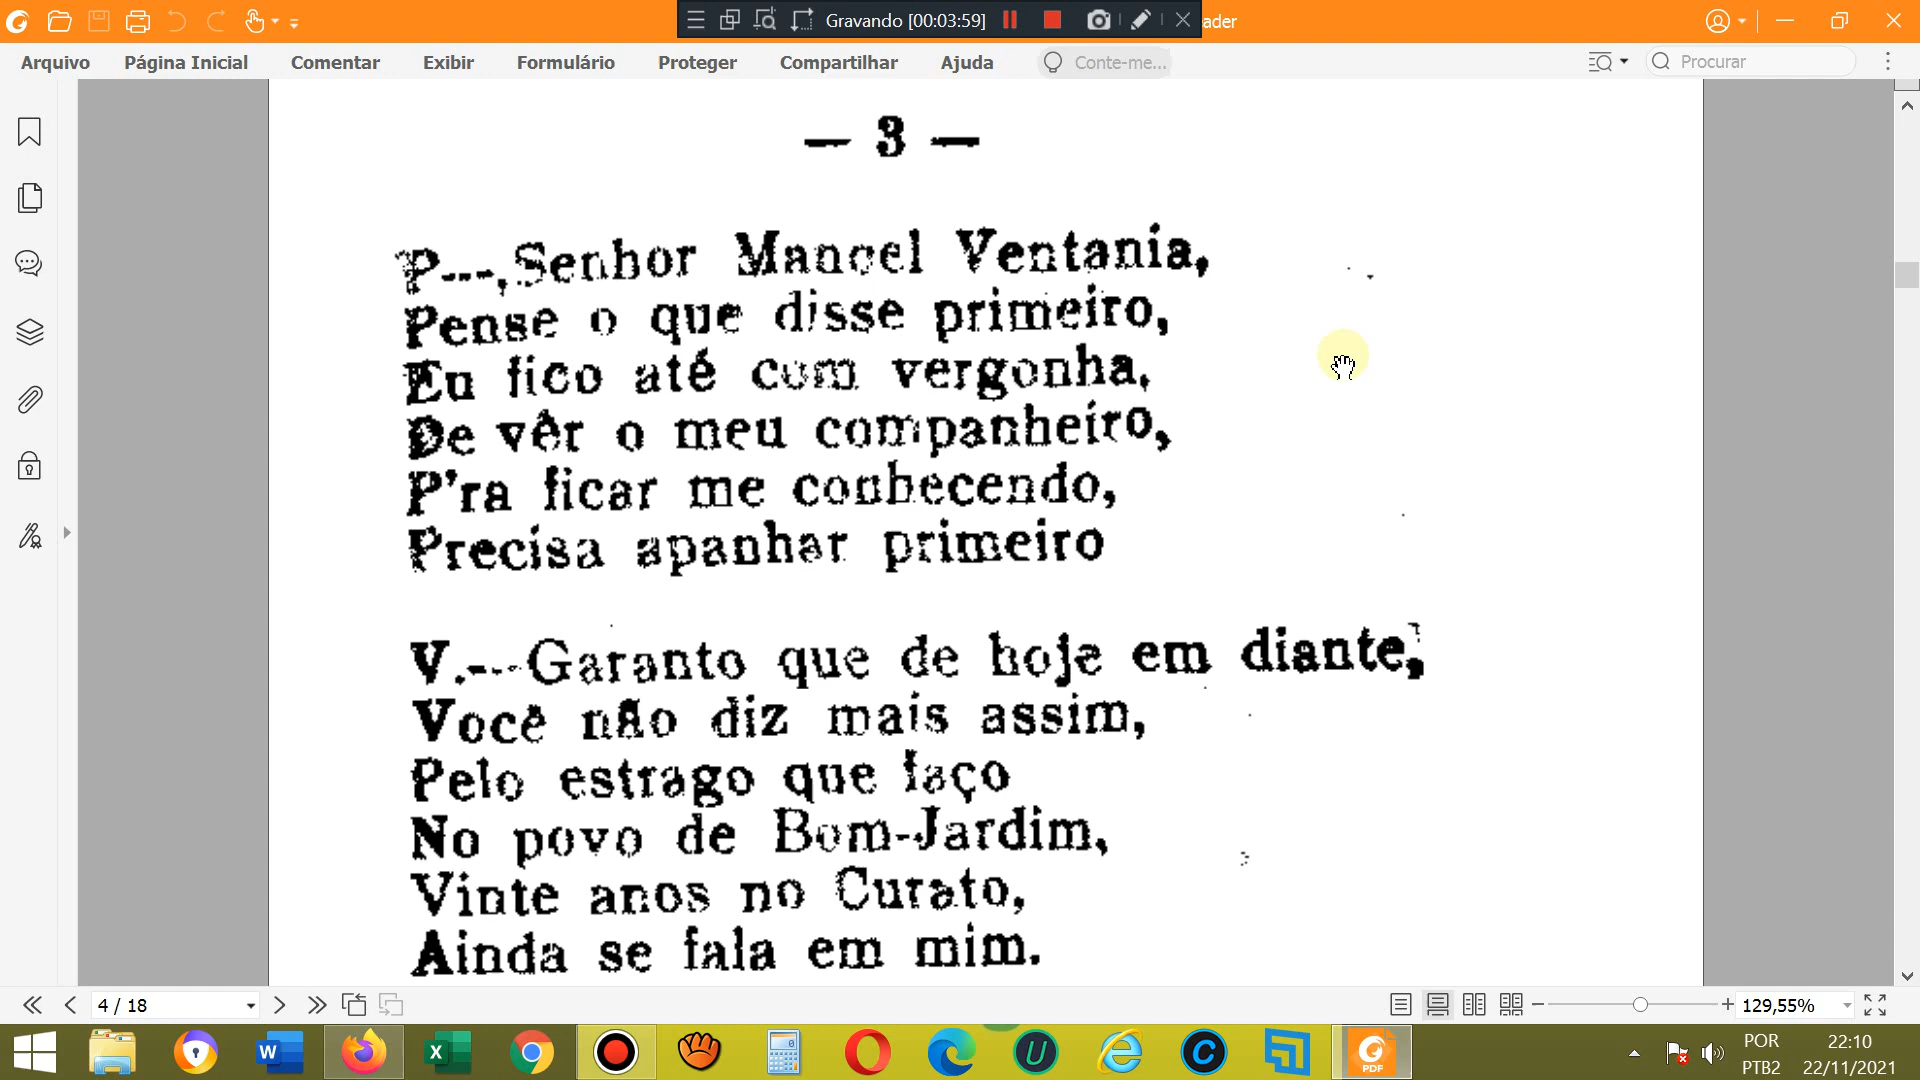 Gravando [00:03:59]
ader
Arquivo Página Inicial Comentar Exibir Formulário Proteger Compartilhar Ajuda Conte-me... Procurar
— 3 —
P---,Senhor Manoel Ventania,
Pense o que disse primeiro,
Eu fico até com vergonha,
De vêr o meu companheiro,
P'ra ficar me conhecendo,
Precisa apanhar primeiro
V.---Garanto que de hoje em diante,
Você não diz mais assim,
Pelo estrago que faço
No povo de Bom-Jardim,
Vinte anos no Curato,
Ainda se fala em mim.
4 / 18
129,55%
POR 22:10
PTB2 22/11/2021